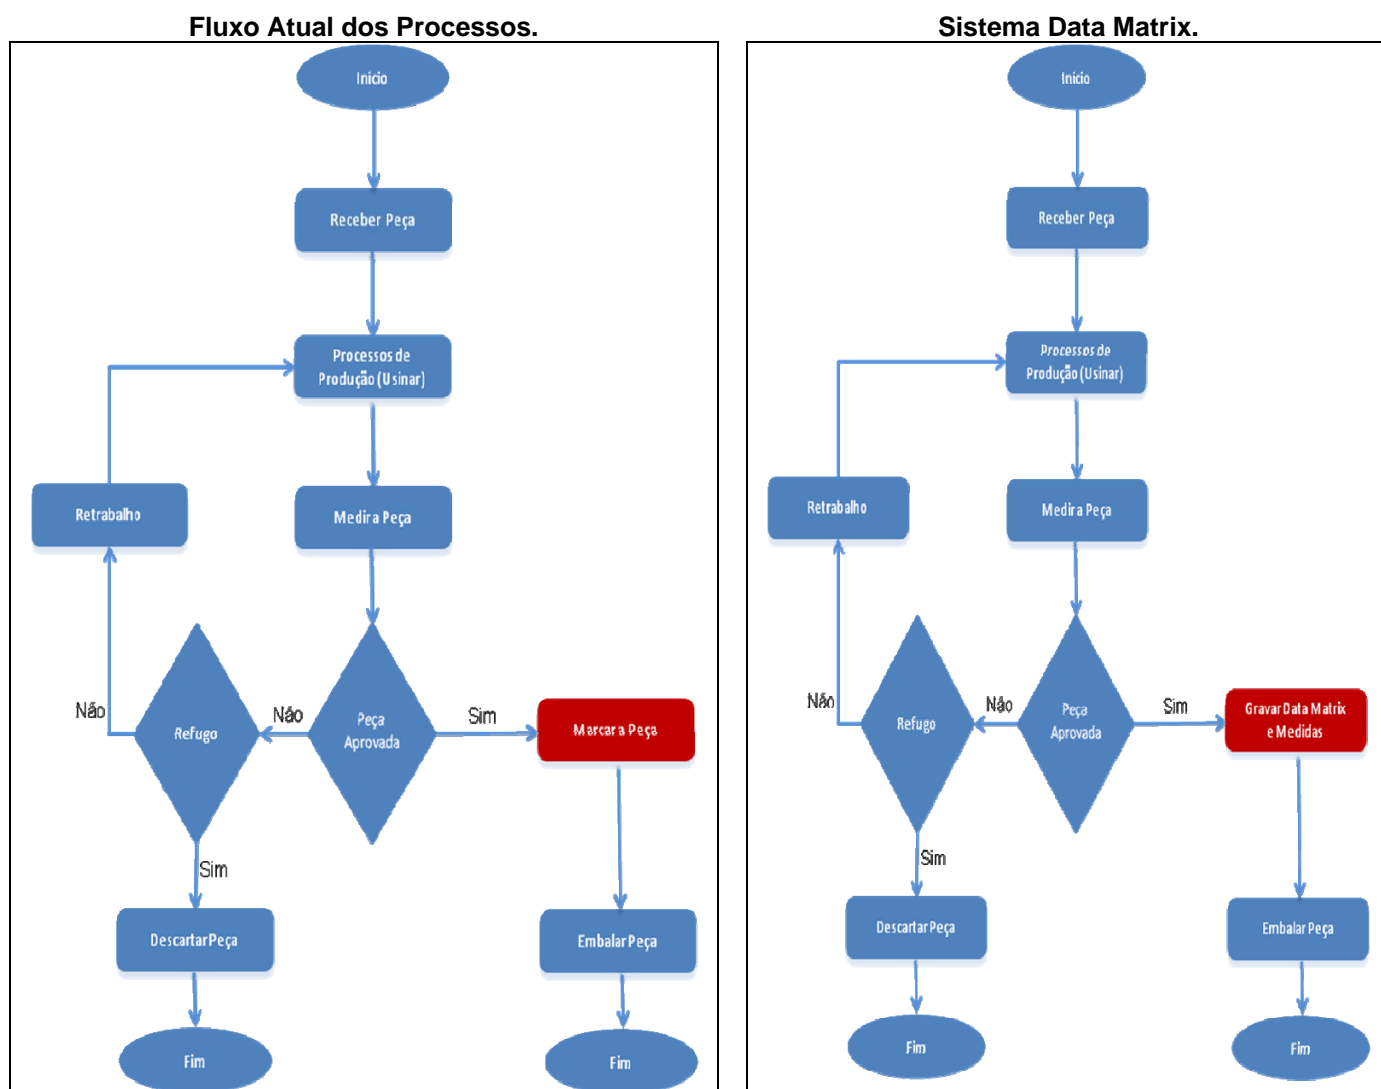 Fluxo Atual dos Processos.
Inicio
Receber Peça
Processos de
Produção (Usinar)
Retrabalho
Medir a Peça
Não
Refugo
Não
Peça
Aprovada
Sim
Marcar a Peça
Sim
Descartar Peça
Embalar Peça
Fim
Fim
Sistema Data Matrix.
Inicio
Receber Peça
Processos de
Produção (Usinar)
Retrabalho
Medir a Peça
Não
Refugo
Não
Peça
Aprovada
Sim
Gravar Data Matrix
e Medidas
Sim
Descartar Peça
Embalar Peça
Fim
Fim